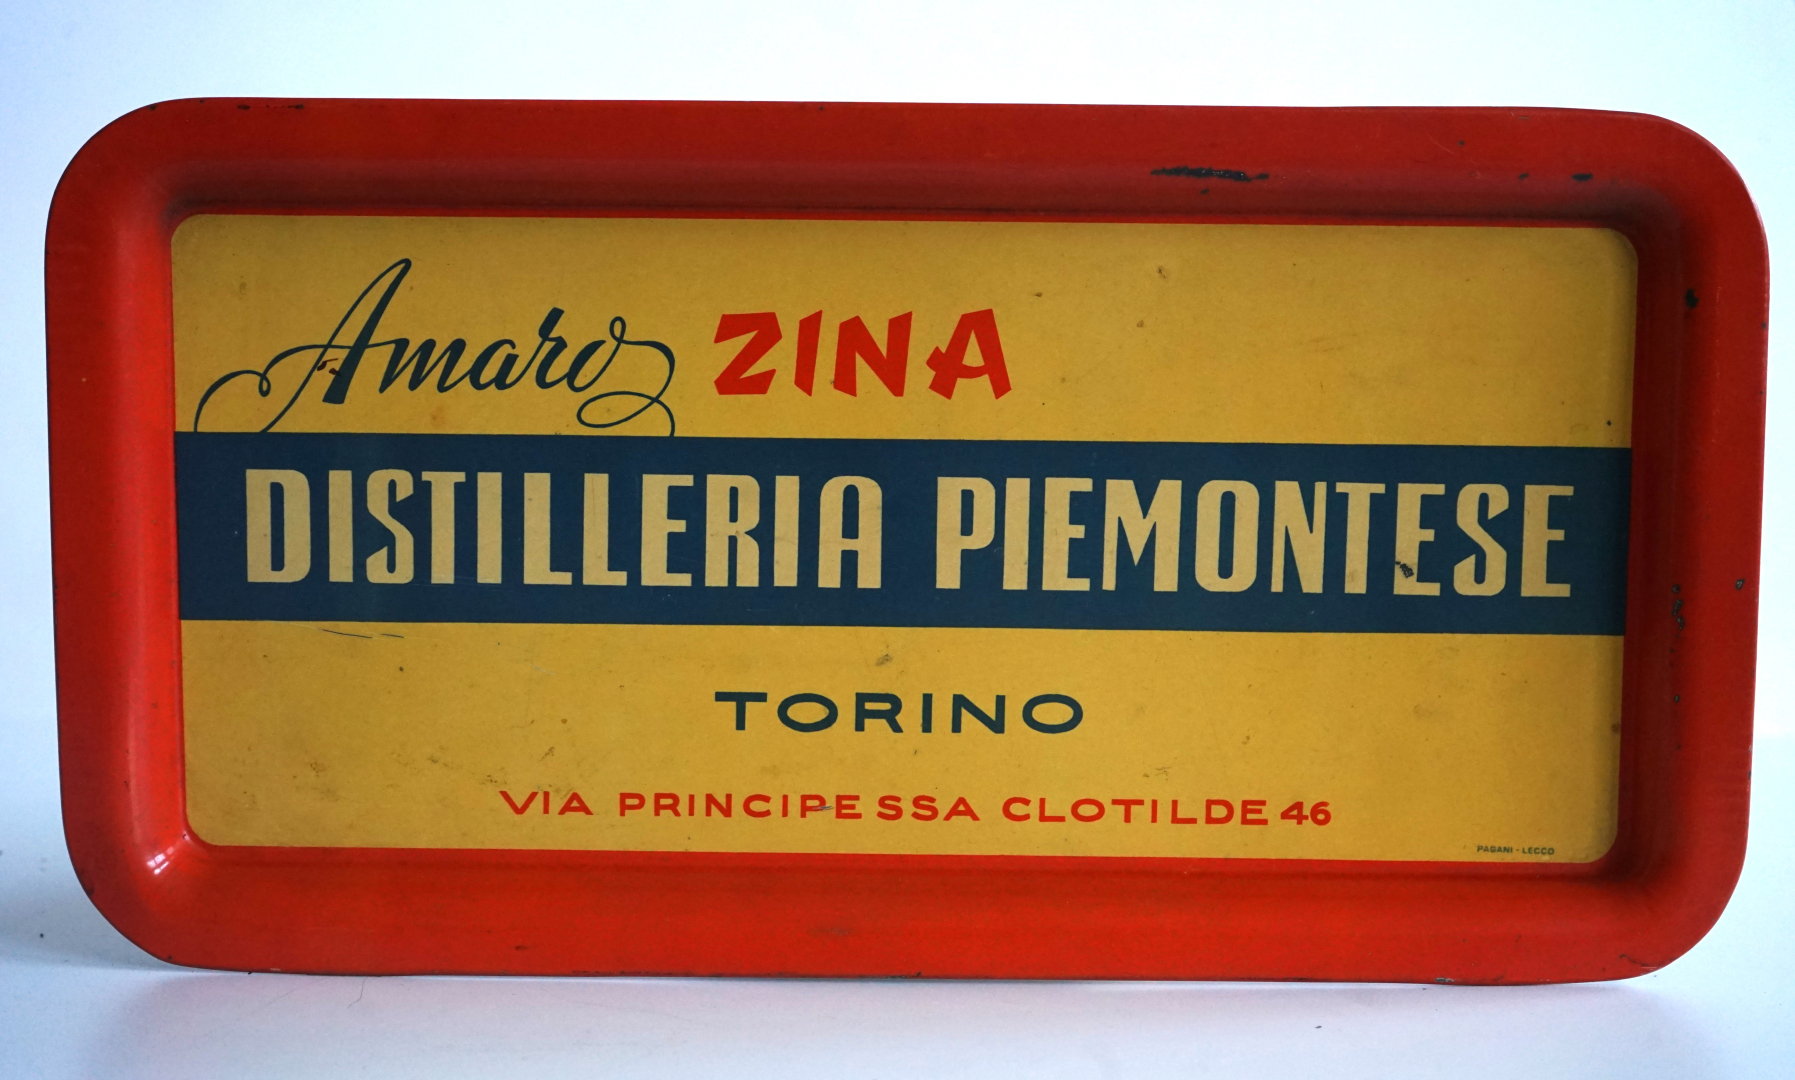 Amaro ZINA
DISTILLERIA PIEMONTESE
TORINO
VIA PRINCIPESSA CLOTILDE 46
PAGANI - LECCO